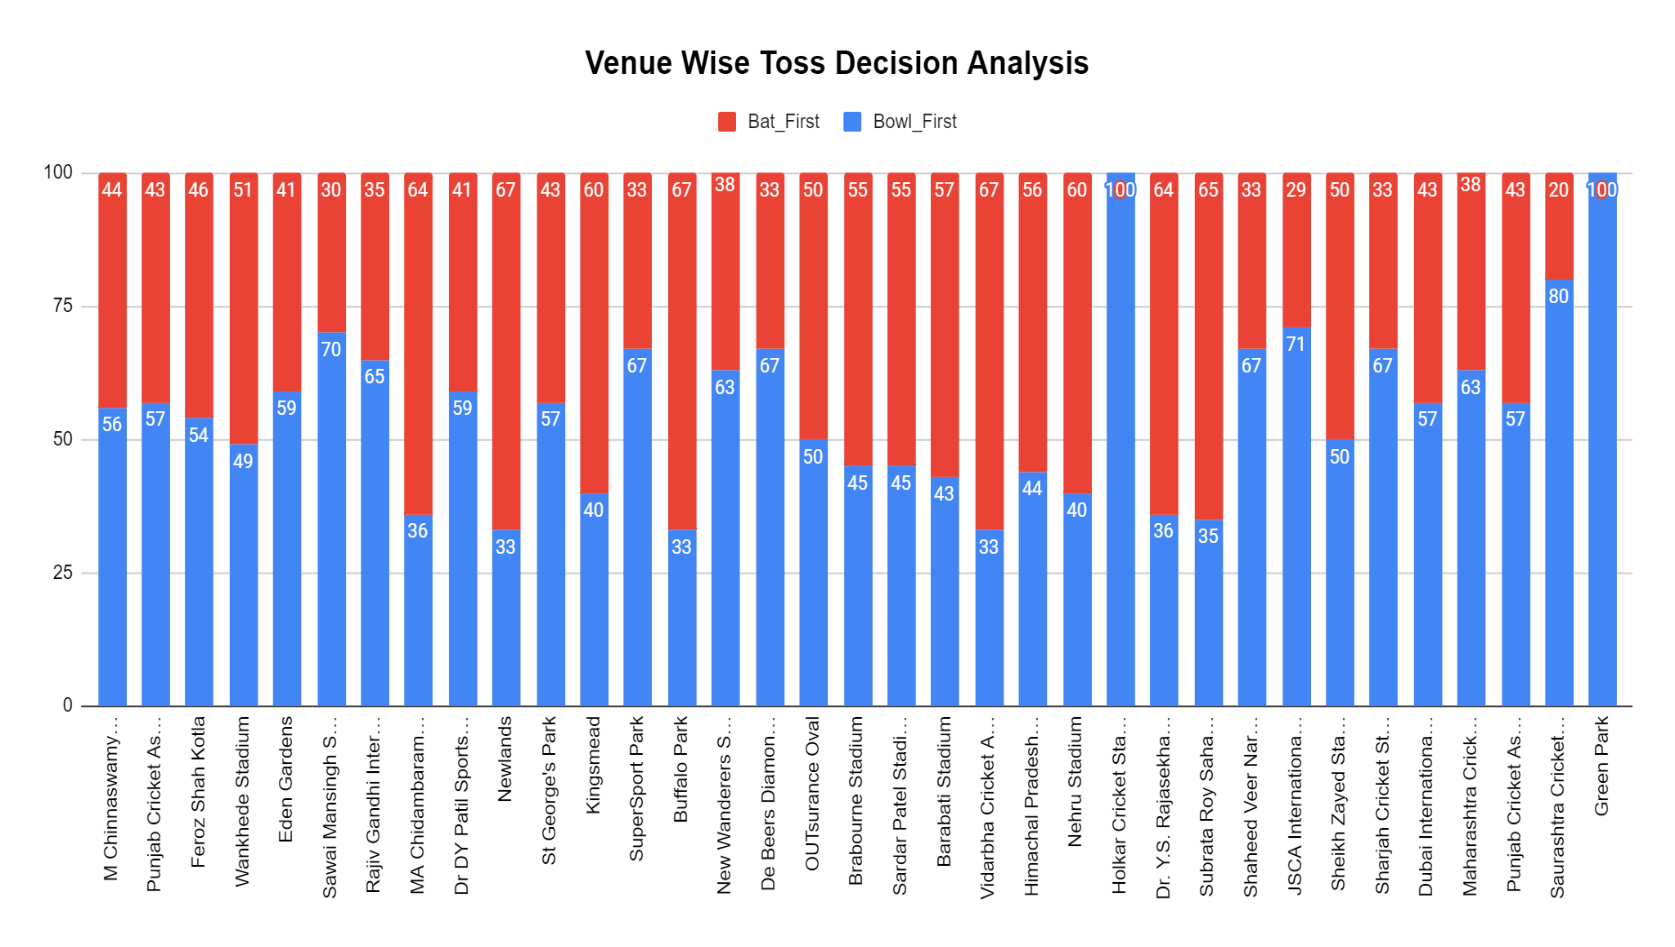 Venue Wise Toss Decision Analysis
Bat_First Bowl_First
100
75
50
25
0
44 43 46 51 41 30 35 64 41 67 43 60 33 67 38 33 50 55 55 57 67 56 60 100 64 65 33 29 50 33 43 38 43 20 100
56 57 54 49 59 70 65 36 59 33 57 40 67 33 63 67 50 45 45 43 33 44 40 36 35 67 71 50 67 57 63 57 80
M Chinnaswamy...
Punjab Cricket As...
Feroz Shah Kotla
Wankhede Stadium
Eden Gardens
Sawai Mansingh S...
Rajiv Gandhi Inter...
MA Chidambaram...
Dr DY Patil Sports...
Newlands
St George's Park
Kingsmead
SuperSport Park
Buffalo Park
New Wanderers S...
De Beers Diamon...
OUTsurance Oval
Brabourne Stadium
Sardar Patel Stadi...
Barabati Stadium
Vidarbha Cricket A...
Himachal Pradesh...
Nehru Stadium
Holkar Cricket Sta...
Dr. Y.S. Rajasekha...
Subrata Roy Saha...
Shaheed Veer Nar...
JSCA Internationa...
Sheikh Zayed Sta...
Sharjah Cricket St...
Dubai Internationa...
Maharashtra Crick...
Punjab Cricket As...
Saurashtra Cricket...
Green Park